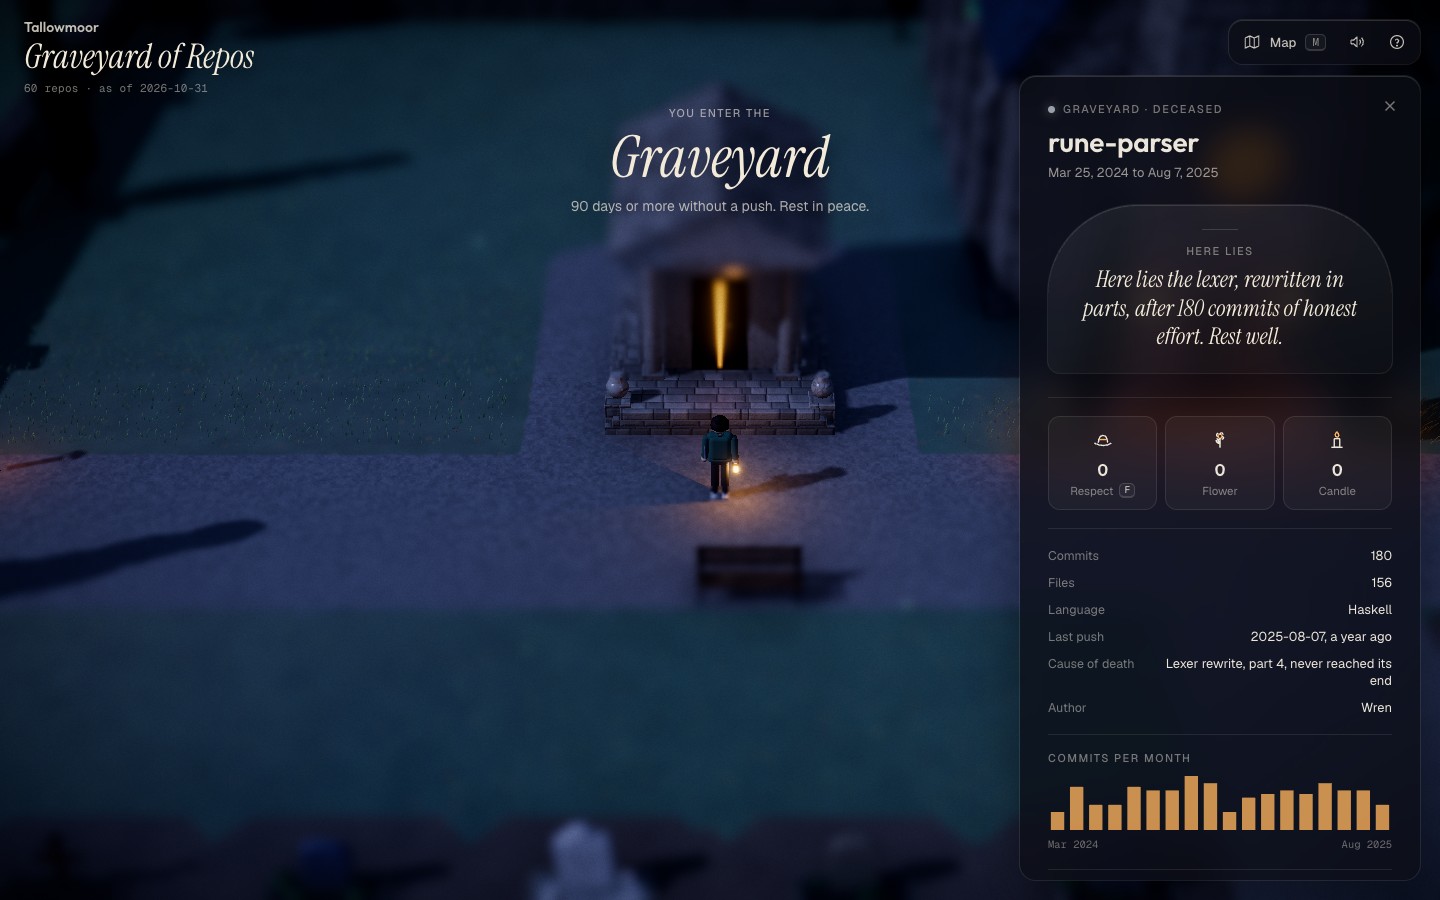 Tallowmoor
Graveyard of Repos
60 repos · as of 2026-10-31
Map M
YOU ENTER THE
Graveyard
90 days or more without a push. Rest in peace.
GRAVEYARD · DECEASED
rune-parser
Mar 25, 2024 to Aug 7, 2025
HERE LIES
Here lies the lexer, rewritten in
parts, after 180 commits of honest
effort. Rest well.
0
Respect F
0
Flower
0
Candle
Commits 180
Files 156
Language Haskell
Last push 2025-08-07, a year ago
Cause of death Lexer rewrite, part 4, never reached its
end
Author Wren
COMMITS PER MONTH
Mar 2024 Aug 2025